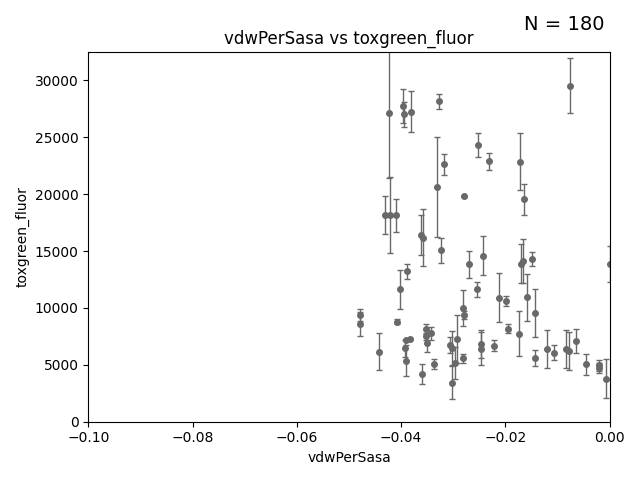 N = 180
vdwPerSasa vs toxgreen_fluor
30000
25000
20000
15000
10000
5000
0
toxgreen_fluor
−0.10 −0.08 −0.06 −0.04 −0.02 0.00
vdwPerSasa